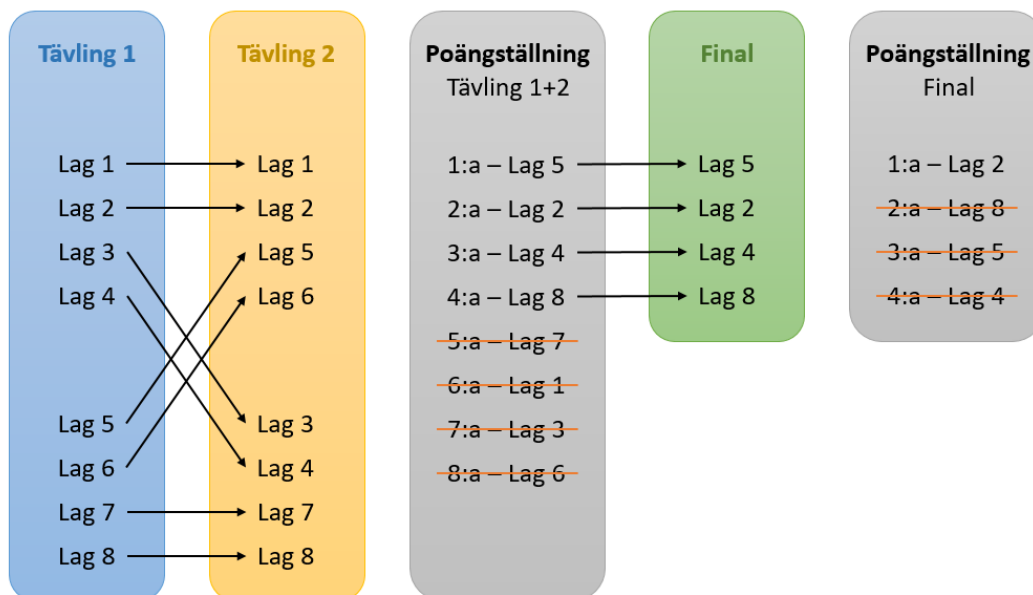 Tävling 1
Lag 1
Lag 2
Lag 3
Lag 4
Lag 5
Lag 6
Lag 7
Lag 8
Tävling 2
Lag 1
Lag 2
Lag 5
Lag 6
Lag 3
Lag 4
Lag 7
Lag 8
Poängställning
Tävling 1+2
1:a – Lag 5
2:a – Lag 2
3:a – Lag 4
4:a – Lag 8
5:a – Lag 7
6:a – Lag 1
7:a – Lag 3
8:a – Lag 6
Final
Lag 5
Lag 2
Lag 4
Lag 8
Poängställning
Final
1:a – Lag 2
2:a – Lag 8
3:a – Lag 5
4:a – Lag 4